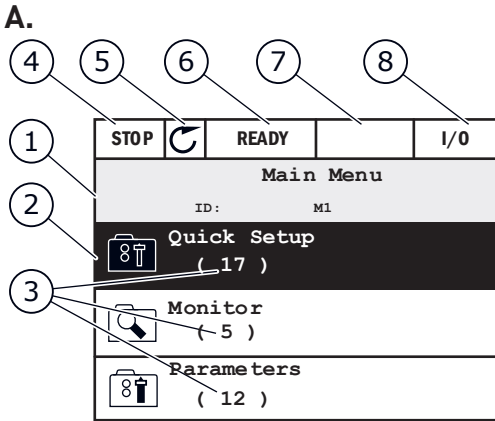 A.
4 5 6 7 8
STOP READY I/O
1
Main Menu
ID: M1
2
Quick Setup
( 17 )
3
Monitor
( 5 )
Parameters
( 12 )